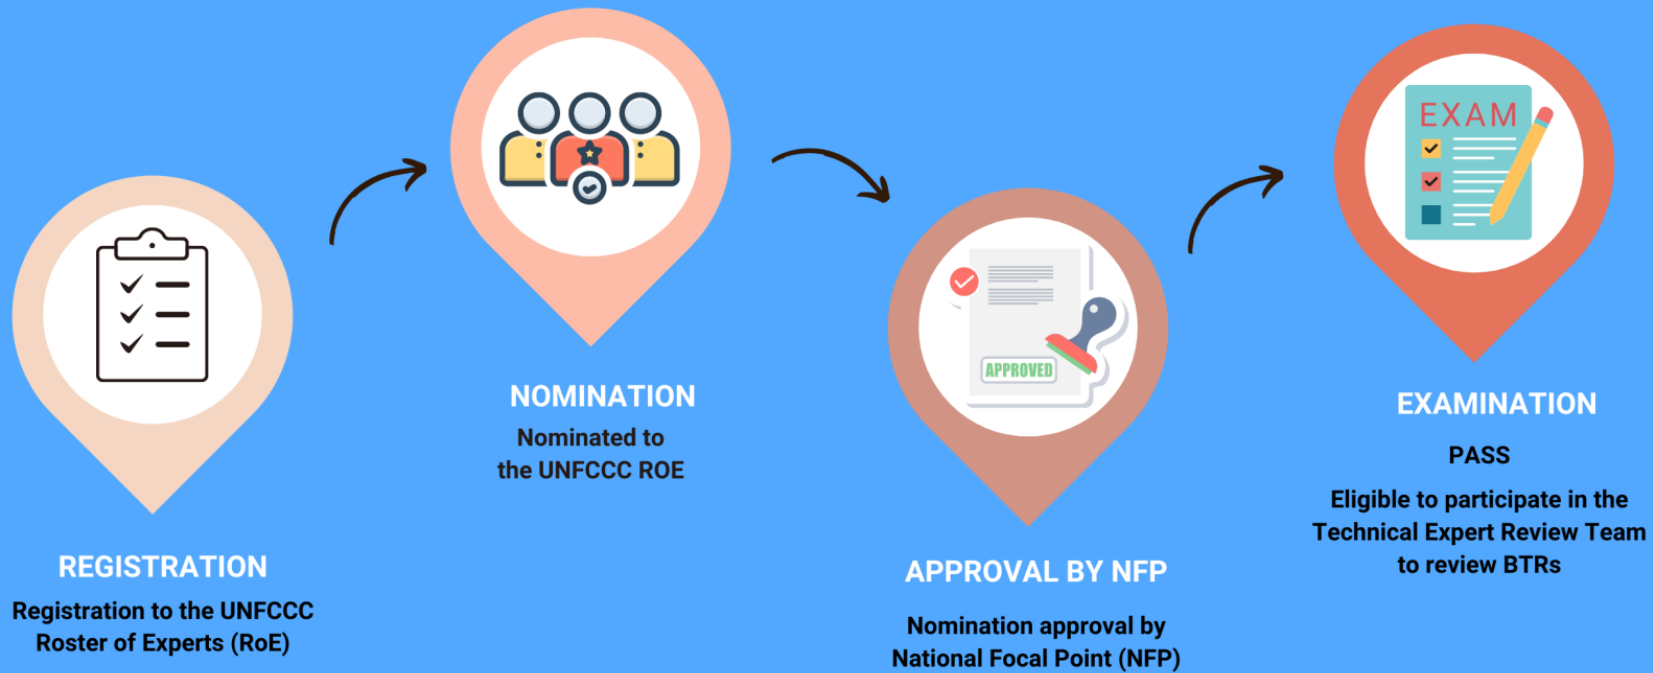 REGISTRATION
Registration to the UNFCCC
Roster of Experts (RoE)
NOMINATION
Nominated to
the UNFCCC ROE
APPROVED
APPROVAL BY NFP
Nomination approval by
National Focal Point (NFP)
EXAM
EXAMINATION
PASS
Eligible to participate in the
Technical Expert Review Team
to review BTRs